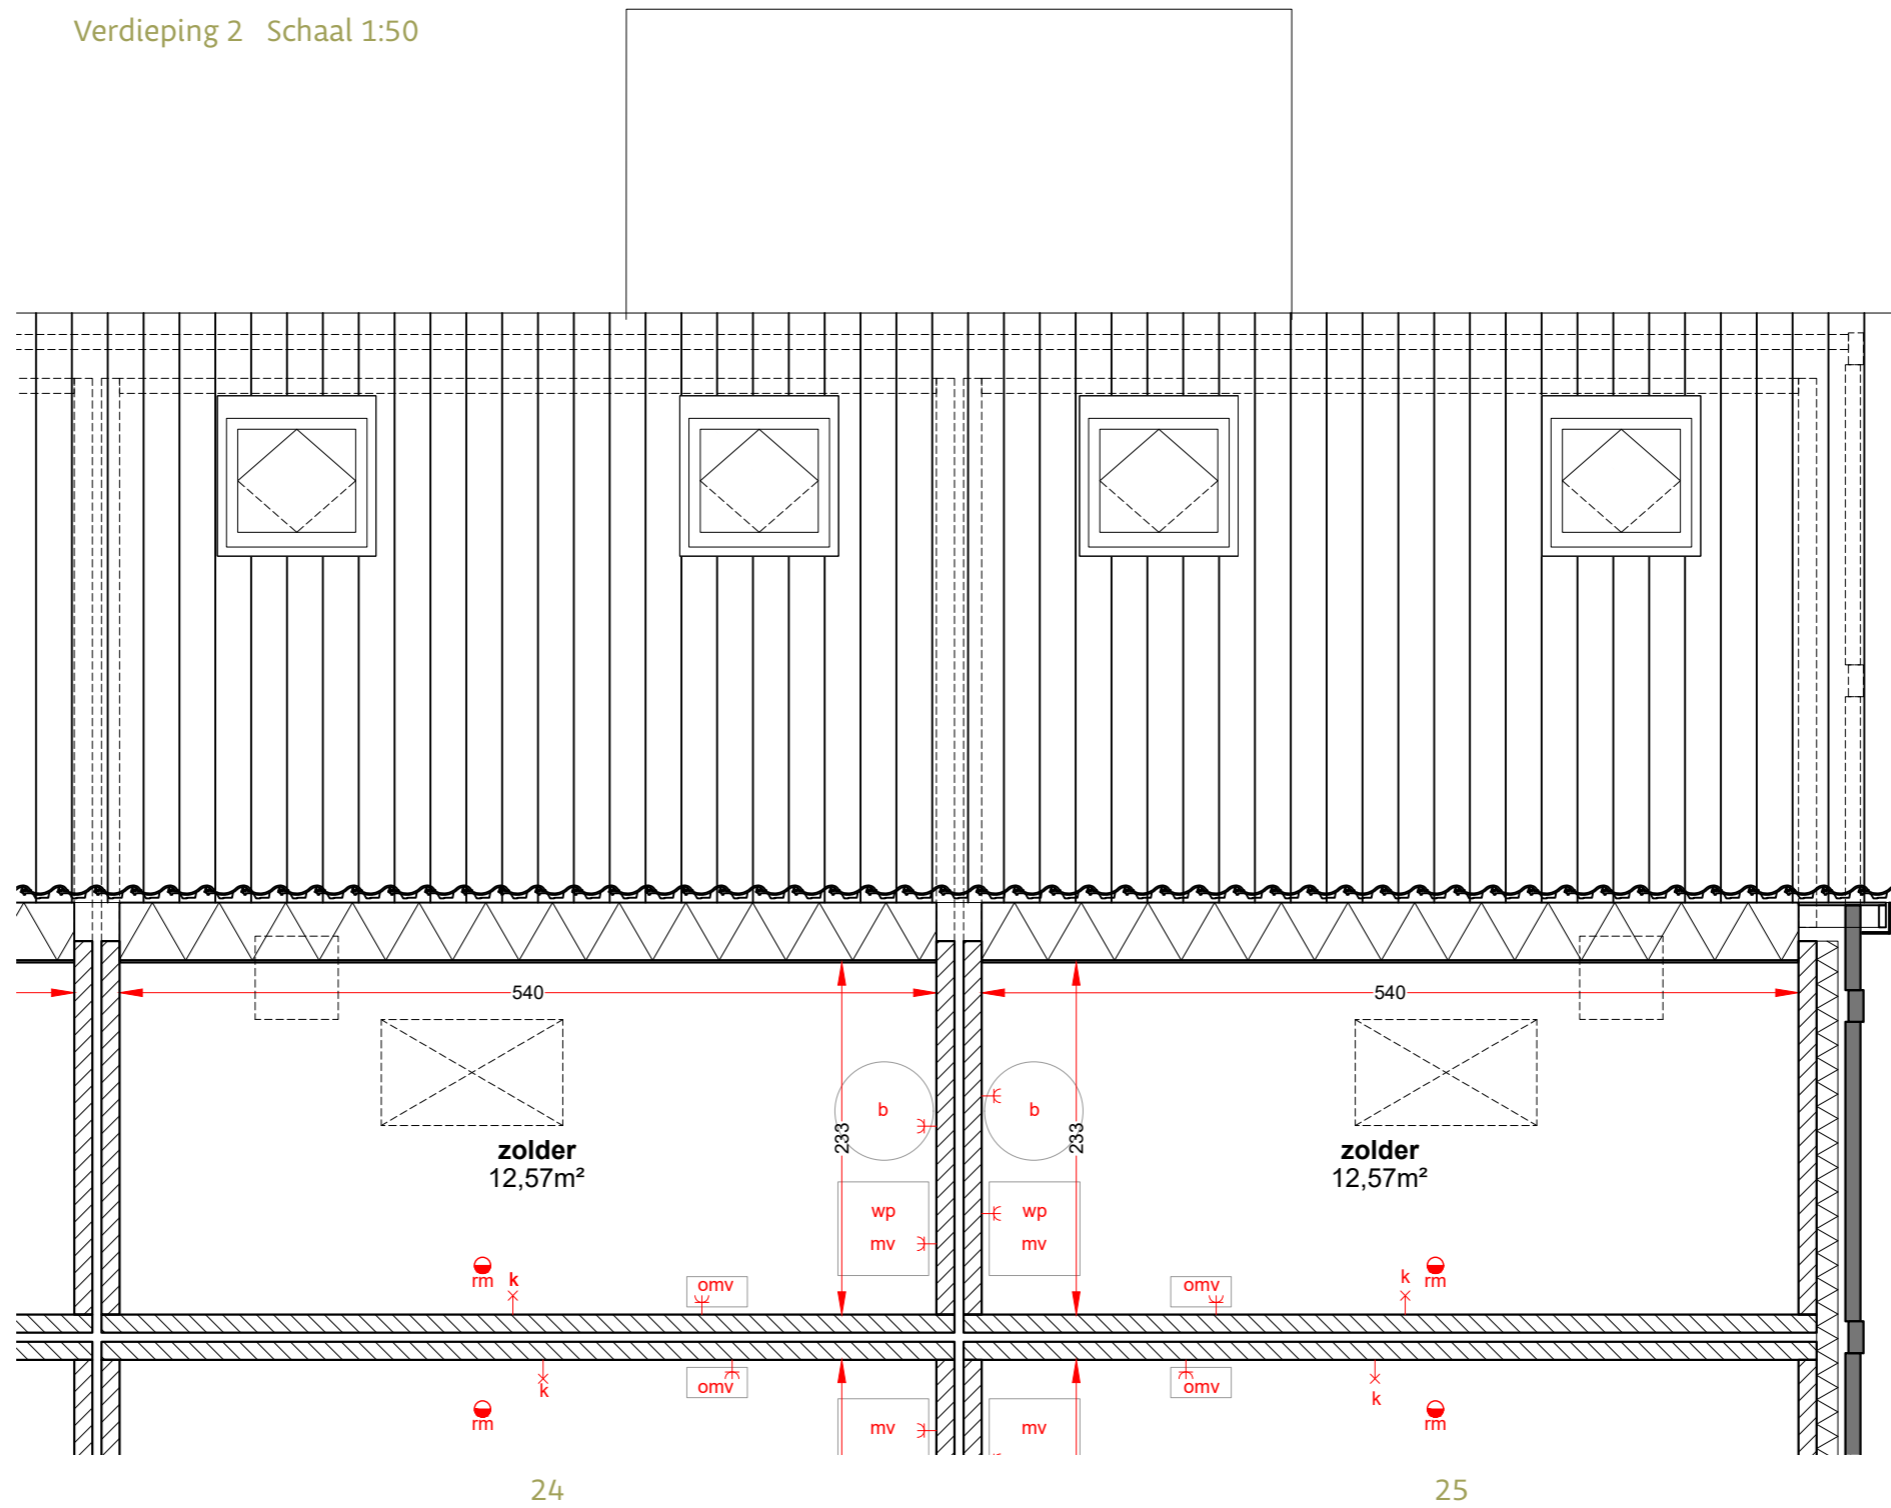 Verdieping 2 Schaal 1:50
540 540
b b
233 233
zolder zolder
12,57m² 12,57m²
wp wp
mv mv
rm k omv omv k rm
k omv omv k
rm mv mv rm
24 25